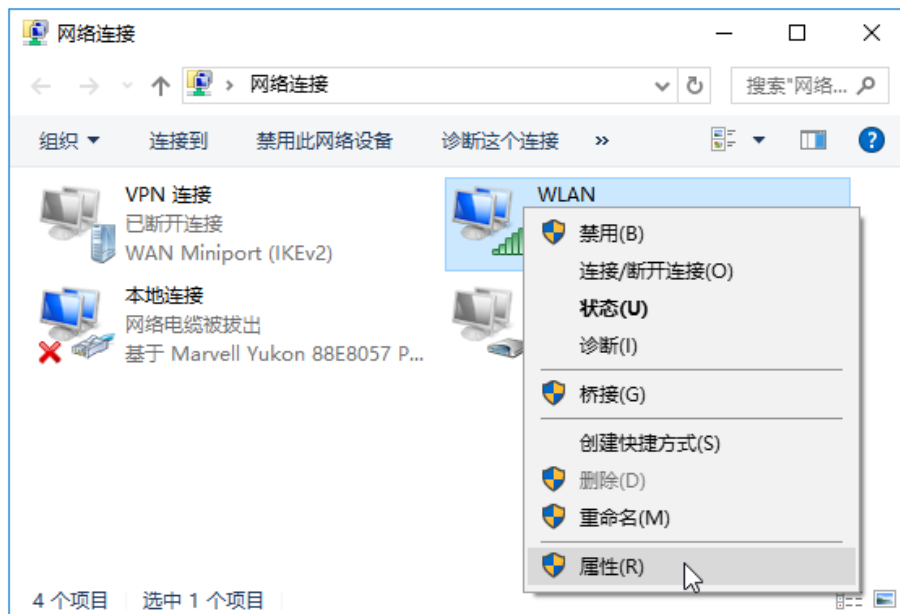 网络连接
网络连接
搜索"网络...
组织
连接到
禁用此网络设备
诊断这个连接
»
VPN 连接
已断开连接
WAN Miniport (IKEv2)
本地连接
网络电缆被拔出
基于 Marvell Yukon 88E8057 P...
WLAN
禁用(B)
连接/断开连接(O)
状态(U)
诊断(I)
桥接(G)
创建快捷方式(S)
删除(D)
重命名(M)
属性(R)
4 个项目
选中 1 个项目